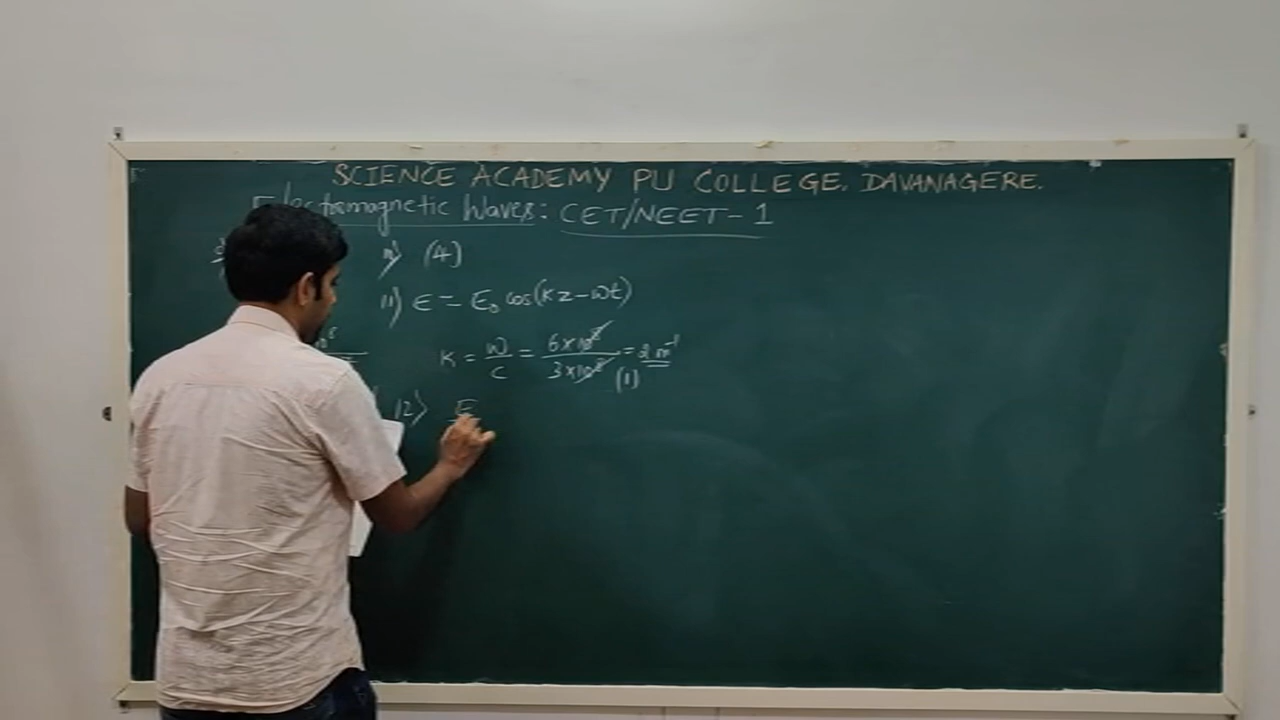 SCIENCE ACADEMY PU COLLEGE, DAVANAGERE.
Electromagnetic Waves: CET/NEET-1
(4)
11) E = E₀ cos(kz-ωt)
K = ω/c = 6×10⁸/3×10⁸ = 2 m⁻¹
(1)
12) E